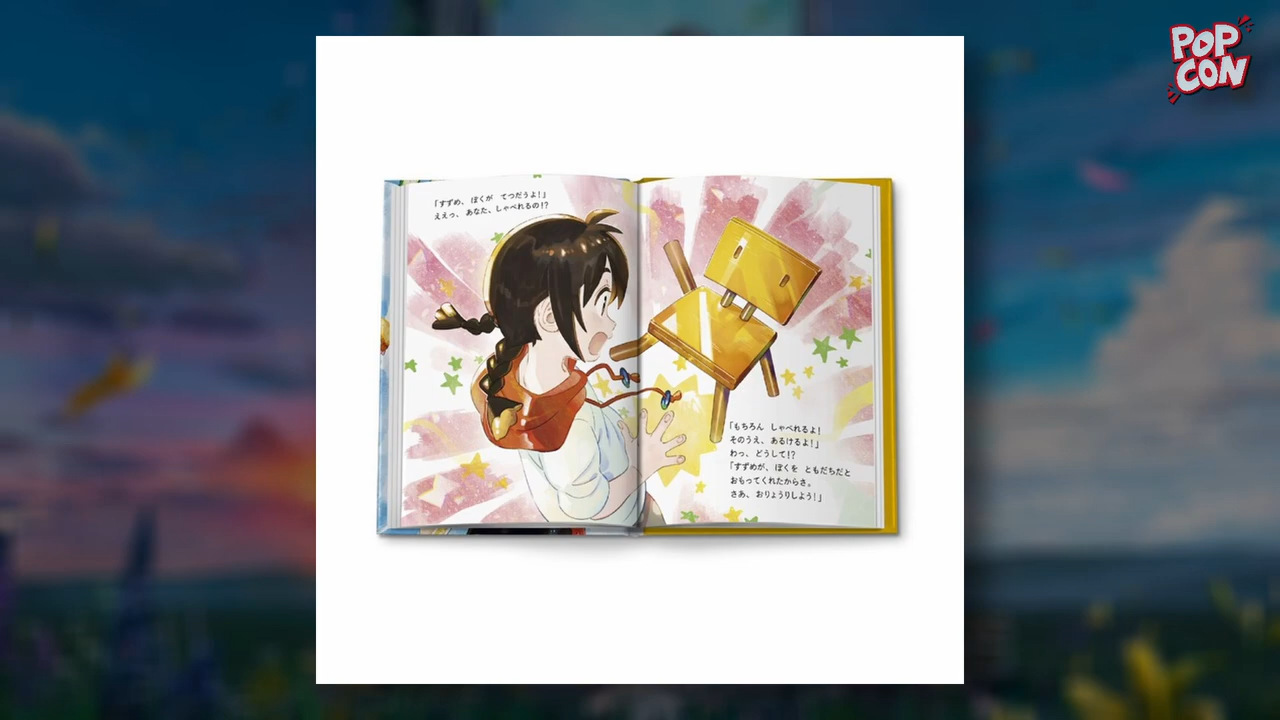 POP
CON
「すずめ、ぼくが てつだうよ!」
ええっ、あなた、しゃべれるの!?
「もちろん しゃべれるよ!
そのうえ、あるけるよ!」
わっ、どうして!?
「すずめが、ぼくを ともだちだと
おもってくれたからさ。
さあ、おりょうりしよう!」